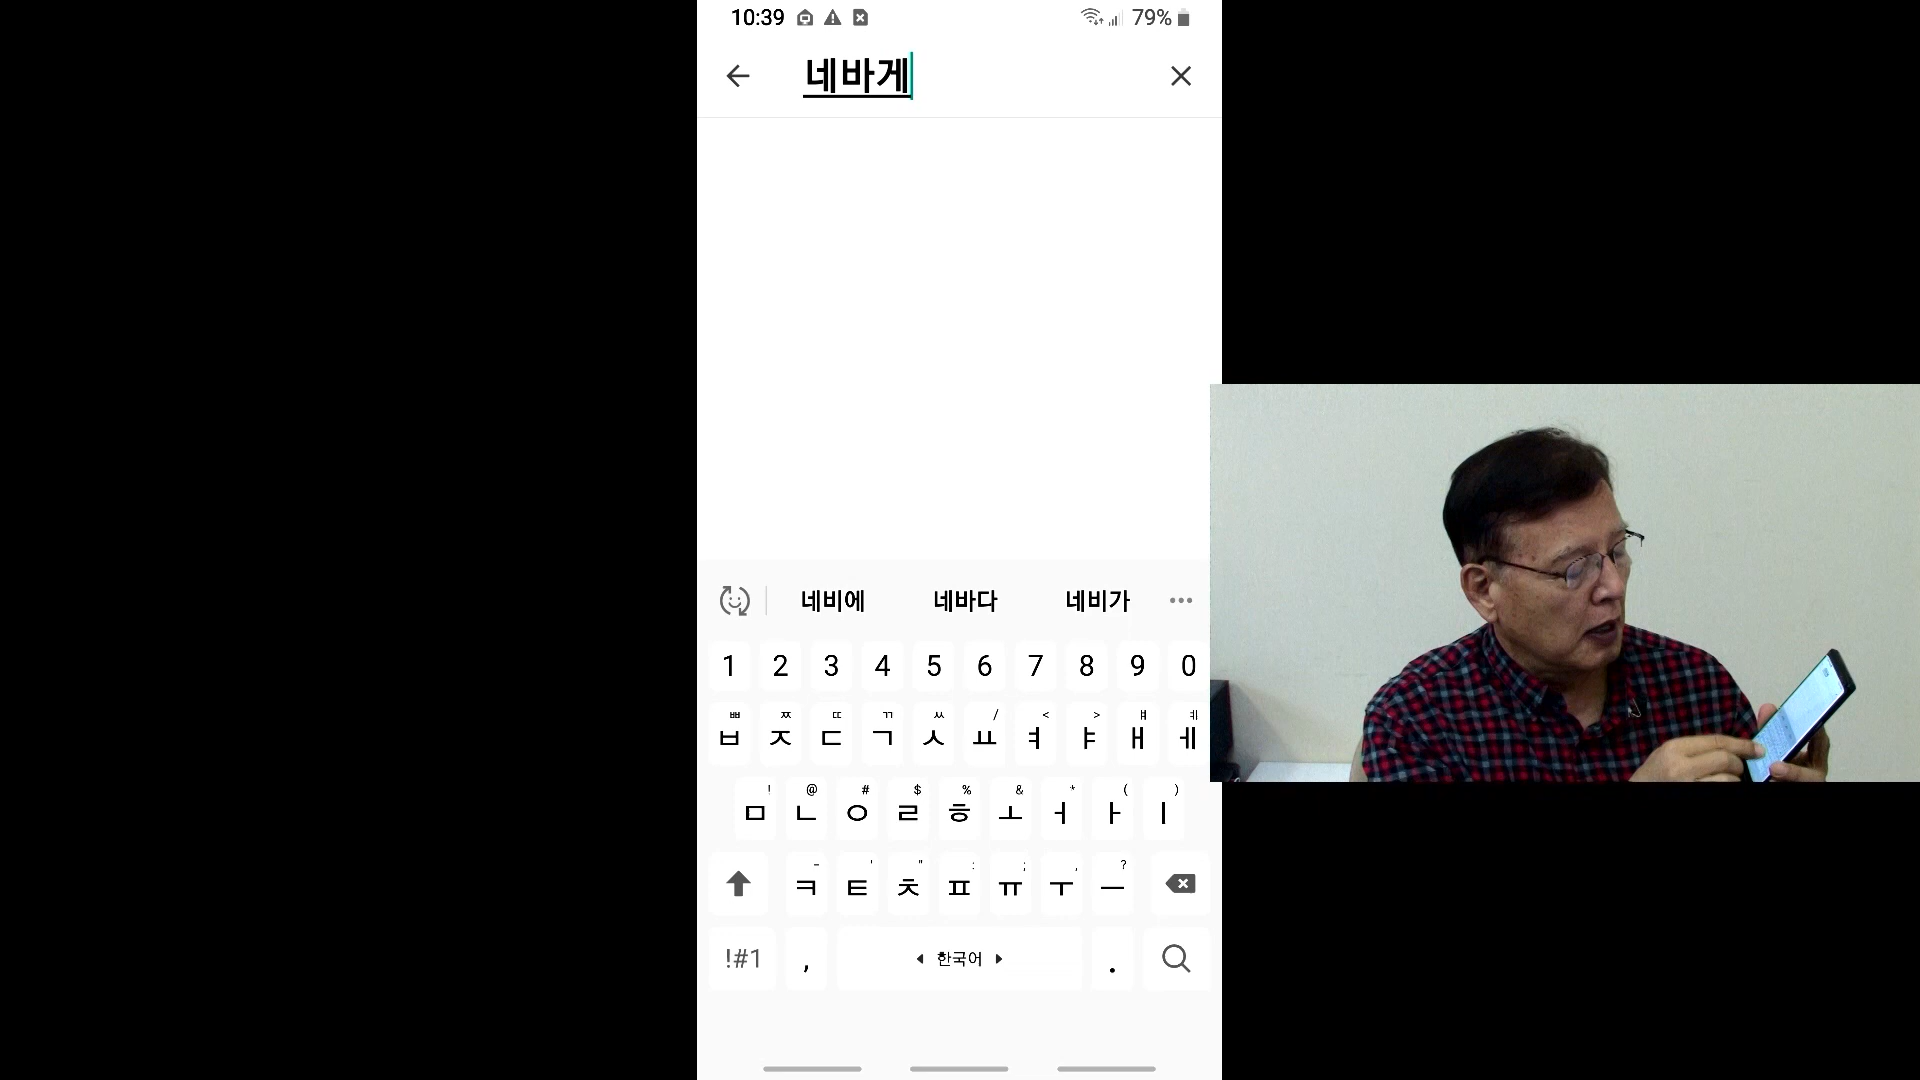 10:39 79%
네바게
네비에 네바다 네비가
1 2 3 4 5 6 7 8 9 0
ㅃ ㅉ ㄸ ㄲ ㅆ / < > ㅒ ㅖ
ㅂ ㅈ ㄷ ㄱ ㅅ ㅛ ㅕ ㅑ ㅐ ㅔ
! @ # $ % & * ( )
ㅁ ㄴ ㅇ ㄹ ㅎ ㅗ ㅓ ㅏ ㅣ
- ' " : ; , ?
ㅋ ㅌ ㅊ ㅍ ㅠ ㅜ ㅡ
!#1 , 한국어 .